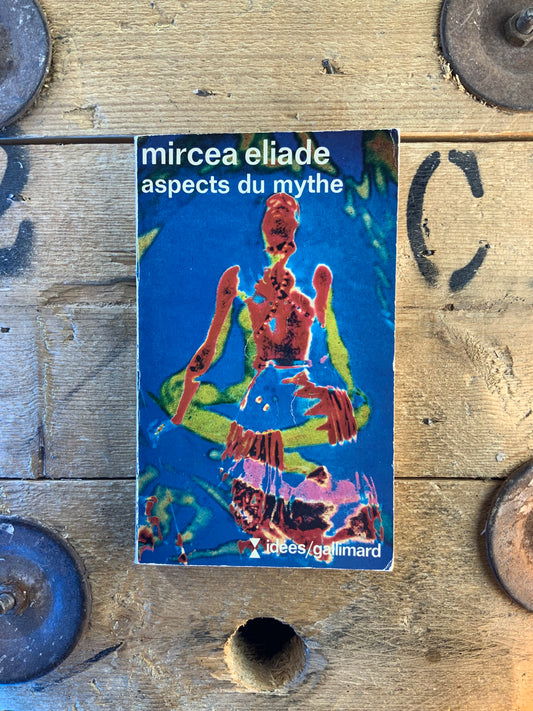 mircea eliade
aspects du mythe
C
idées/gallimard